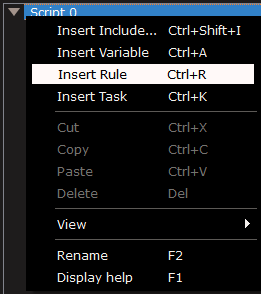 Script 0
Insert Include... Ctrl+Shift+I
Insert Variable Ctrl+A
Insert Rule Ctrl+R
Insert Task Ctrl+K
Cut Ctrl+X
Copy Ctrl+C
Paste Ctrl+V
Delete Del
View
Rename F2
Display help F1